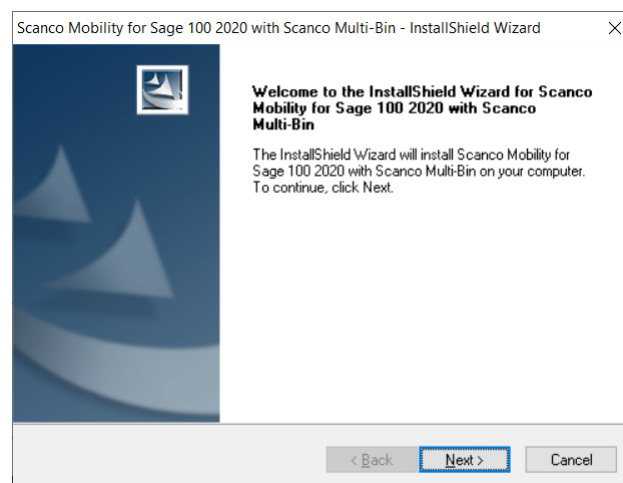 Scanco Mobility for Sage 100 2020 with Scanco Multi-Bin - InstallShield Wizard
Welcome to the InstallShield Wizard for Scanco
Mobility for Sage 100 2020 with Scanco
Multi-Bin
The InstallShield Wizard will install Scanco Mobility for
Sage 100 2020 with Scanco Multi-Bin on your computer.
To continue, click Next.
< Back
Next >
Cancel